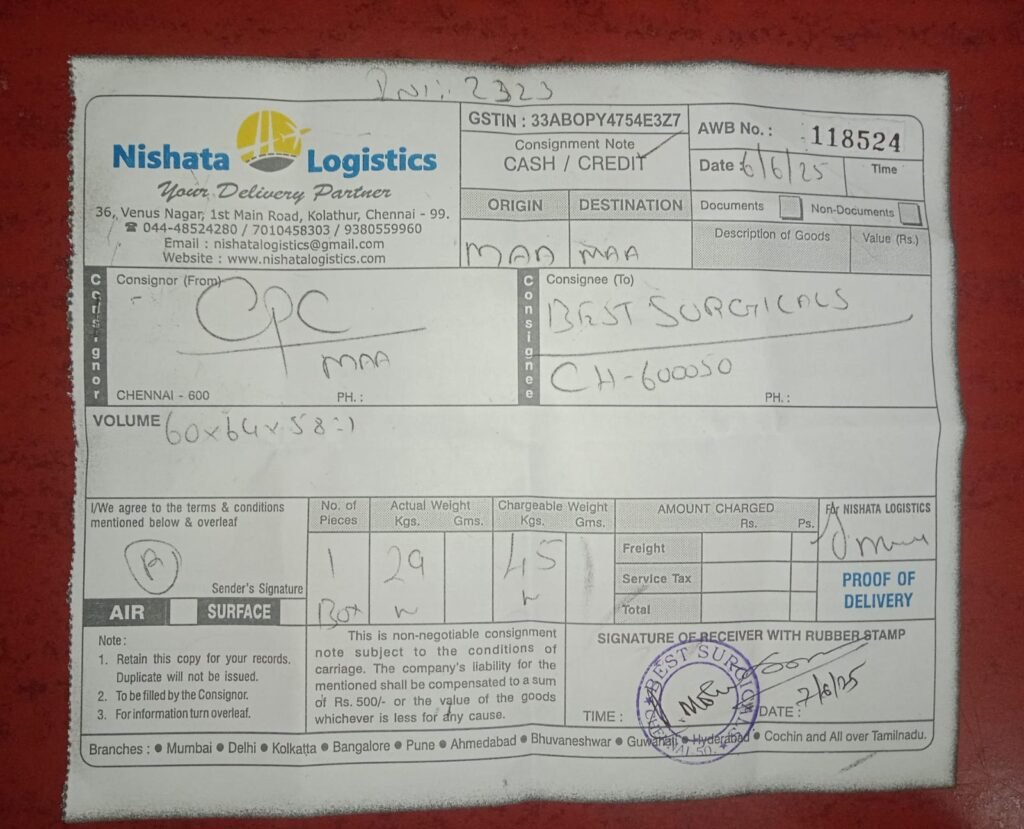 INV: 2323
Nishata Logistics
Your Delivery Partner
36, Venus Nagar, 1st Main Road, Kolathur, Chennai - 99.
☎ 044-48524280 / 7010458303 / 9380559960
Email : nishatalogistics@gmail.com
Website : www.nishatalogistics.com
GSTIN : 33ABOPY4754E3Z7
Consignment Note
CASH / CREDIT
AWB No. : 118524
Date : 6/6/25
Time
ORIGIN DESTINATION
MAA MAA
Documents Non-Documents
Description of Goods Value (Rs.)
Consignor
Consignor (From)
CPC
MAA
CHENNAI - 600 PH. :
Consignee
Consignee (To)
BEST SURGICALS
CH-600050
PH. :
VOLUME 60x64x58=1
I/We agree to the terms & conditions
mentioned below & overleaf
Sender's Signature
AIR SURFACE
No. of Pieces
1
Box
Actual Weight
Kgs. Gms.
29
Chargeable Weight
Kgs. Gms.
45
AMOUNT CHARGED
Rs. Ps.
Freight
Service Tax
Total
For NISHATA LOGISTICS
PROOF OF
DELIVERY
Note :
1. Retain this copy for your records.
Duplicate will not be issued.
2. To be filled by the Consignor.
3. For information turn overleaf.
This is non-negotiable consignment
note subject to the conditions of
carriage. The company's liability for the
mentioned shall be compensated to a sum
of Rs. 500/- or the value of the goods
whichever is less for any cause.
SIGNATURE OF RECEIVER WITH RUBBER STAMP
BEST SURGICALS
CHENNAI-50.
TIME : DATE : 7/6/25
Branches : ● Mumbai ● Delhi ● Kolkatta ● Bangalore ● Pune ● Ahmedabad ● Bhuvaneshwar ● Guwahati ● Hyderabad ● Cochin and All over Tamilnadu.